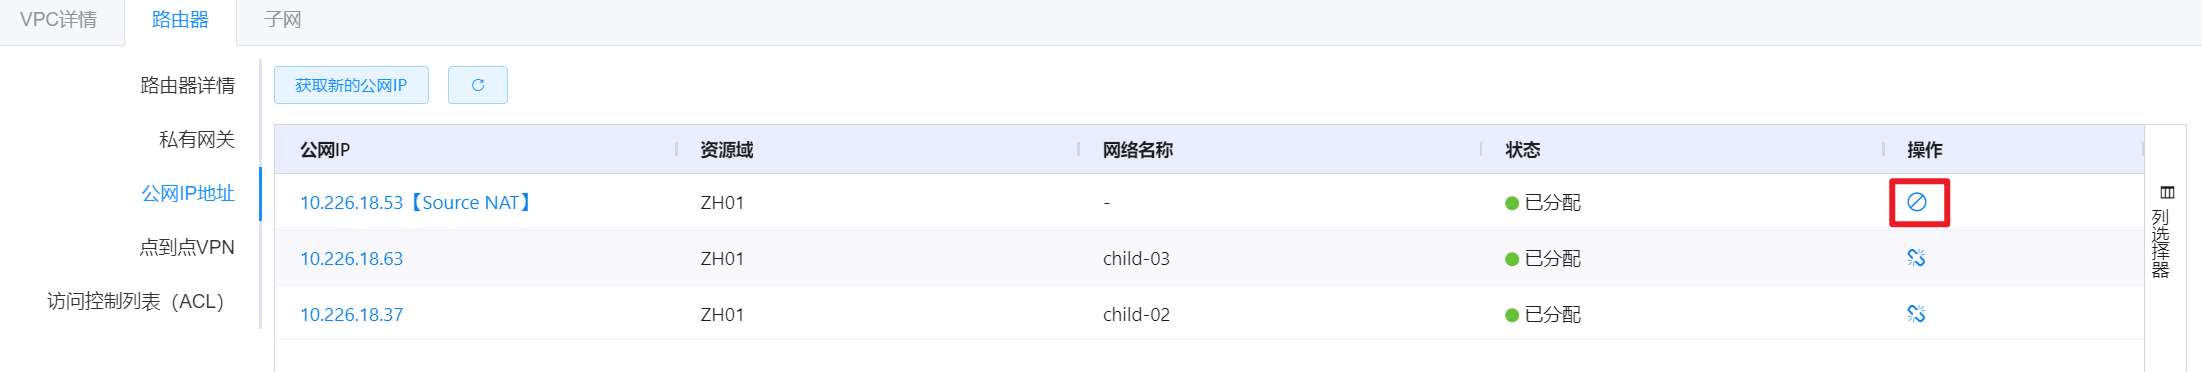 VPC详情 路由器 子网
路由器详情
私有网关
公网IP地址
点到点VPN
访问控制列表（ACL）
获取新的公网IP
公网IP 资源域 网络名称 状态 操作
10.226.18.53【Source NAT】 ZH01 - 已分配
10.226.18.63 ZH01 child-03 已分配
10.226.18.37 ZH01 child-02 已分配
列选择器